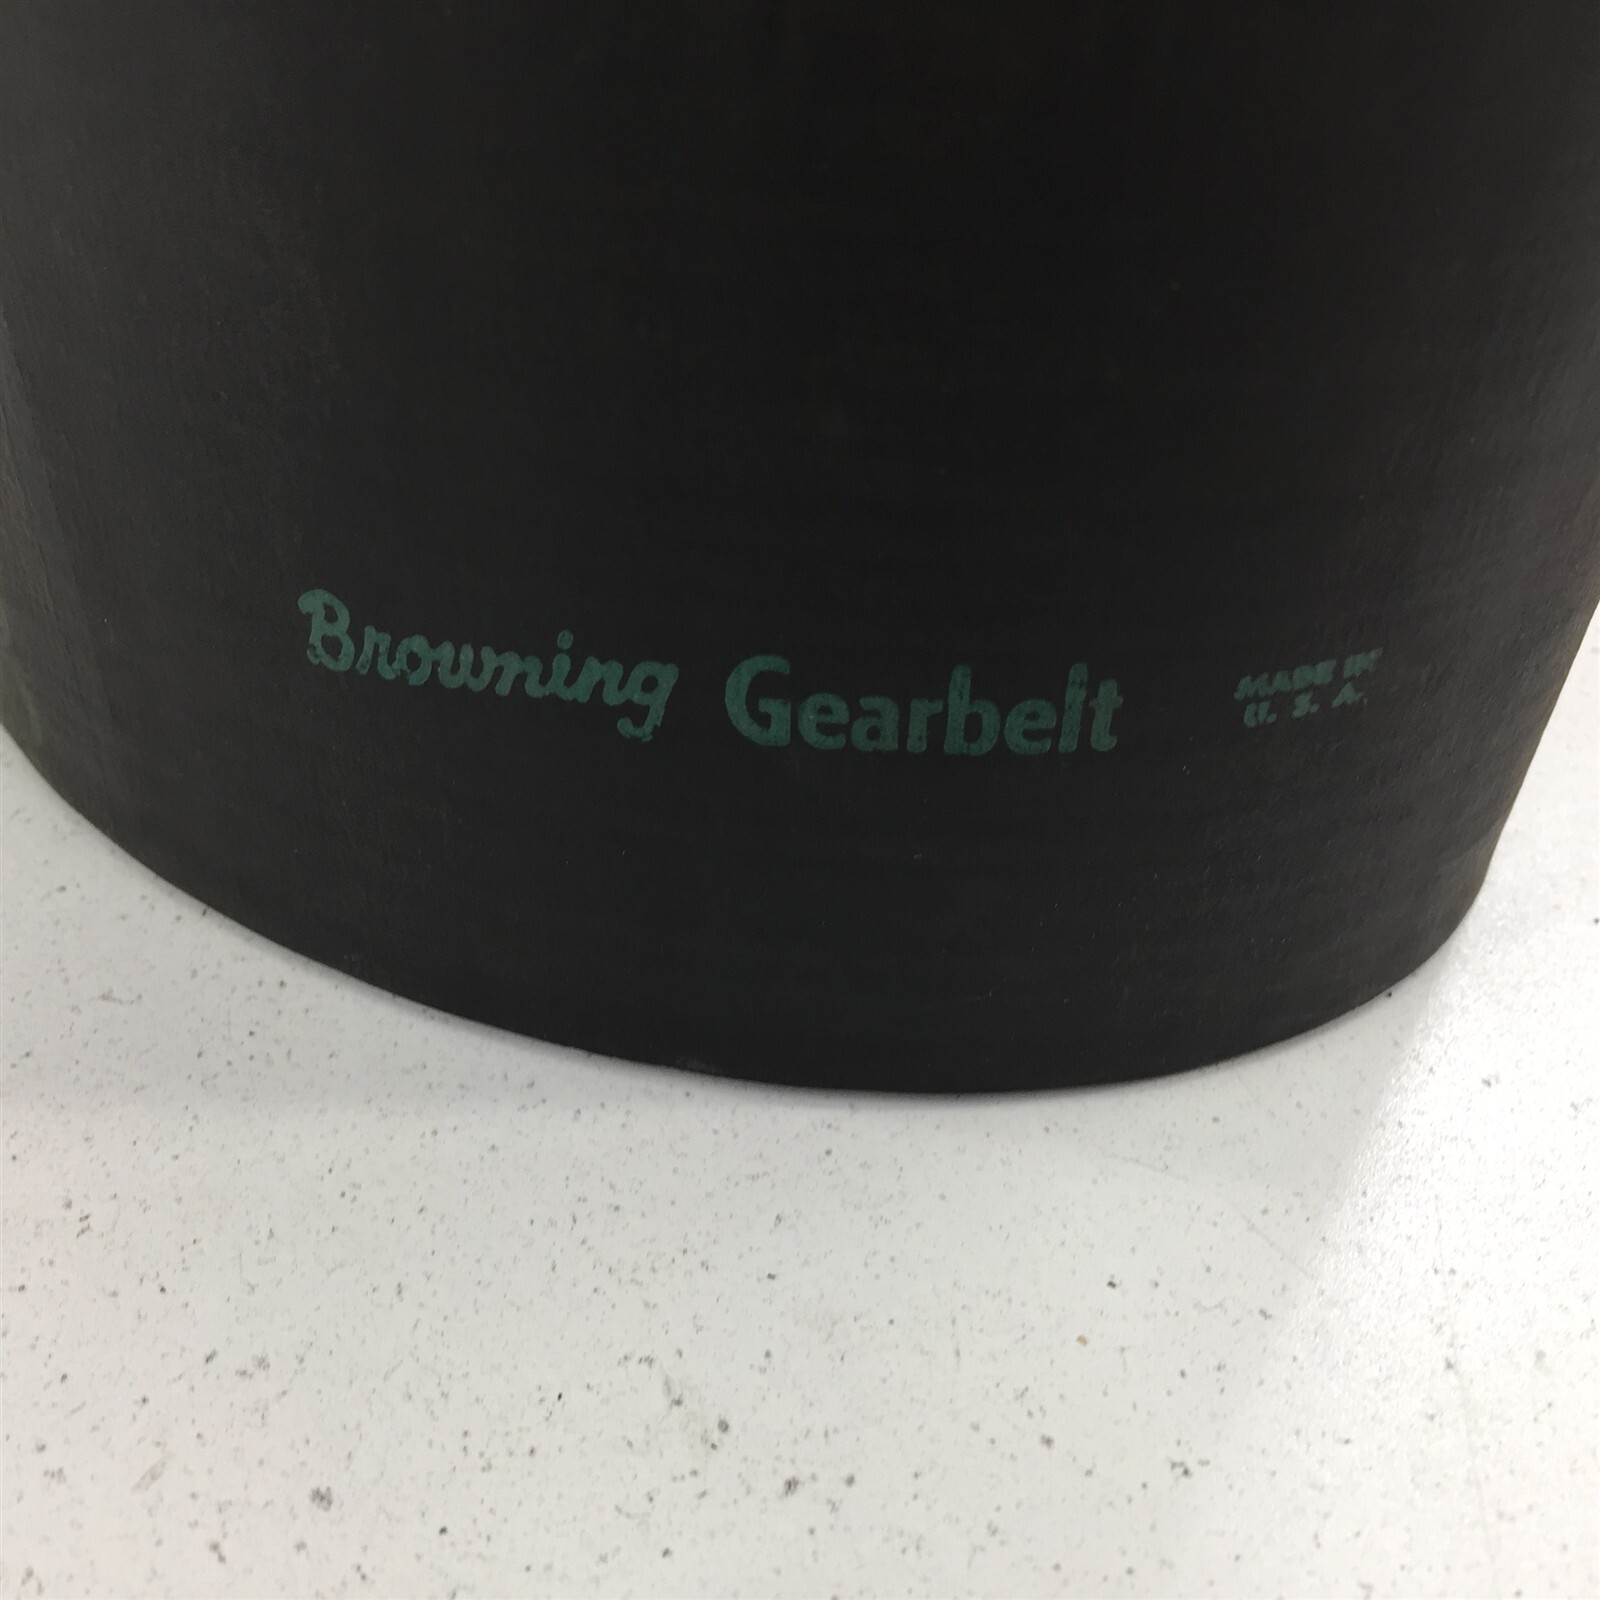 Browning Gearbelt
MADE IN
U. S. A.